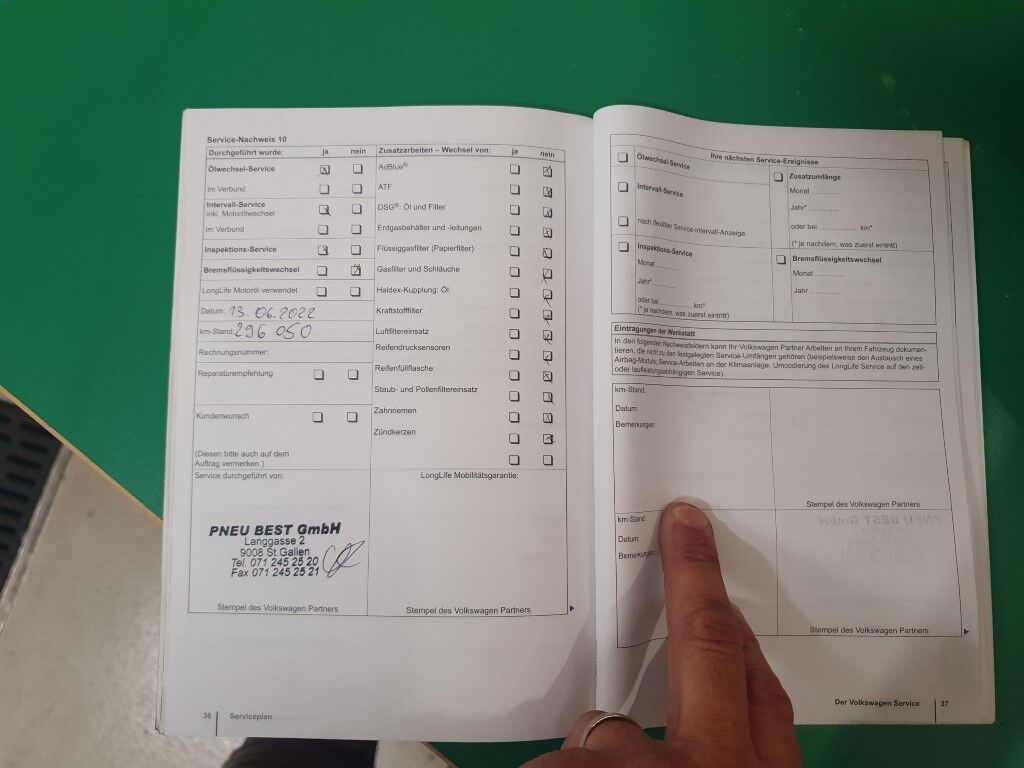 Service-Nachweis 10
Durchgeführt wurde: ja nein
Ölwechsel-Service
im Verbund
Intervall-Service
inkl. Motorölwechsel
im Verbund
Inspektions-Service
Bremsflüssigkeitswechsel
LongLife Motoröl verwendet
Datum: 13.06.2022
km-Stand: 296 050
Rechnungsnummer:
Reparaturempfehlung
Kundenwunsch
(Diesen bitte auch auf dem
Auftrag vermerken.)
Service durchgeführt von:
PNEU BEST GmbH
Langgasse 2
9008 St.Gallen
Tel. 071 245 25 20
Fax 071 245 25 21
Stempel des Volkswagen Partners
Zusatzarbeiten – Wechsel von: ja nein
AdBlue®
ATF
DSG®: Öl und Filter
Erdgasbehälter und -leitungen
Flüssiggasfilter (Papierfilter)
Gasfilter und Schläuche
Haldex-Kupplung: Öl
Kraftstofffilter
Luftfiltereinsatz
Reifendrucksensoren
Reifenfüllflasche
Staub- und Pollenfiltereinsatz
Zahnriemen
Zündkerzen
LongLife Mobilitätsgarantie:
Stempel des Volkswagen Partners
36 Serviceplan
Ihre nächsten Service-Ereignisse
Ölwechsel-Service
Intervall-Service
nach flexibler Service-Intervall-Anzeige
Inspektions-Service
Monat ............
Jahr* ............
oder bei ............ km*
(* je nachdem, was zuerst eintritt)
Zusatzumfänge
Monat ............
Jahr* ............
oder bei ............ km*
(* je nachdem, was zuerst eintritt)
Bremsflüssigkeitswechsel
Monat ............
Jahr ............
Eintragungen der Werkstatt
In den folgenden Nachweisfeldern kann Ihr Volkswagen Partner Arbeiten an Ihrem Fahrzeug dokumen-
tieren, die nicht zu den festgelegten Service-Umfängen gehören (beispielsweise den Austausch eines
Airbag-Moduls, Service-Arbeiten an der Klimaanlage, Umcodierung des LongLife Service auf den zeit-
oder laufleistungsabhängigen Service).
km-Stand:
Datum:
Bemerkungen:
Stempel des Volkswagen Partners
km-Stand:
Datum:
Bemerkungen:
Stempel des Volkswagen Partners
Der Volkswagen Service 37